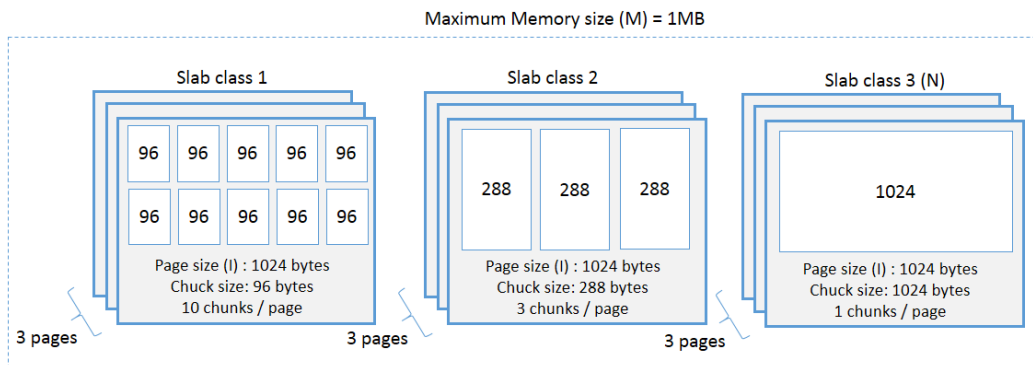 Maximum Memory size (M) = 1MB
Slab class 1
96 96 96 96 96
96 96 96 96 96
Page size (I) : 1024 bytes
Chuck size: 96 bytes
10 chunks / page
3 pages
Slab class 2
288 288 288
Page size (I) : 1024 bytes
Chuck size: 288 bytes
3 chunks / page
3 pages
Slab class 3 (N)
1024
Page size (I) : 1024 bytes
Chuck size: 1024 bytes
1 chunks / page
3 pages